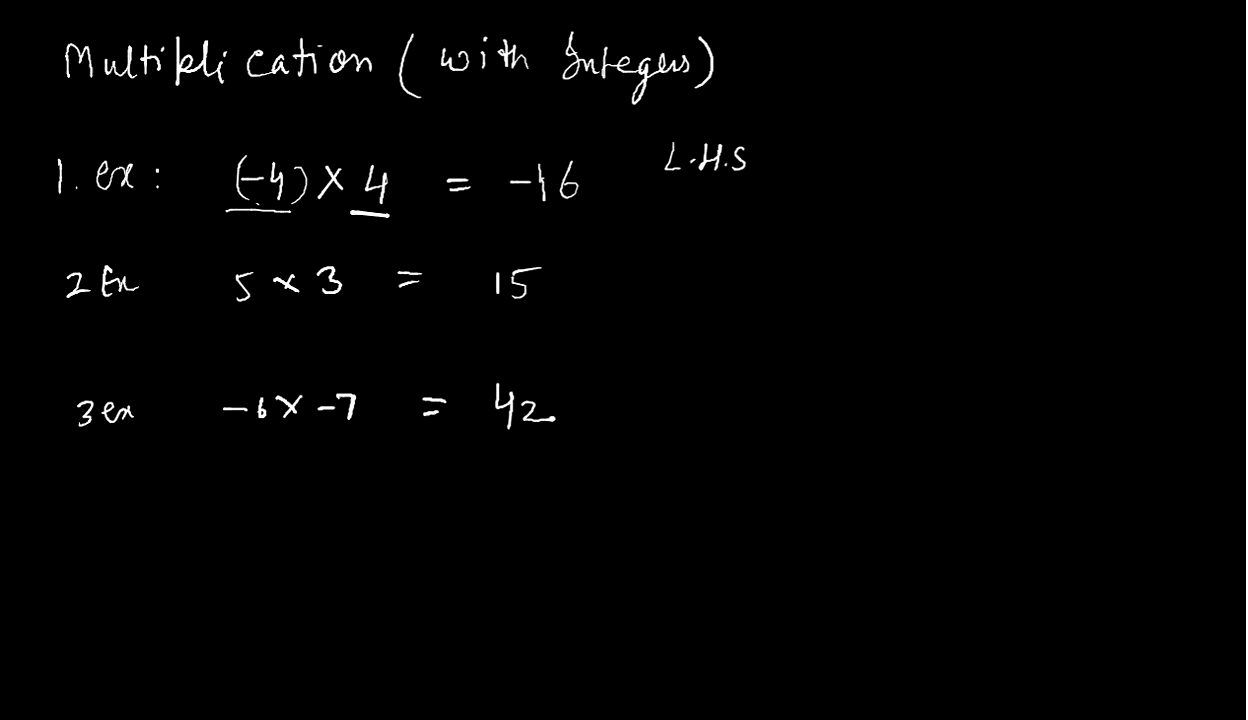 Multiplication (with Integers)
1. ex: (-4) × 4 = -16 L.H.S
2 Ex 5 × 3 = 15
3 ex -6 × -7 = 42